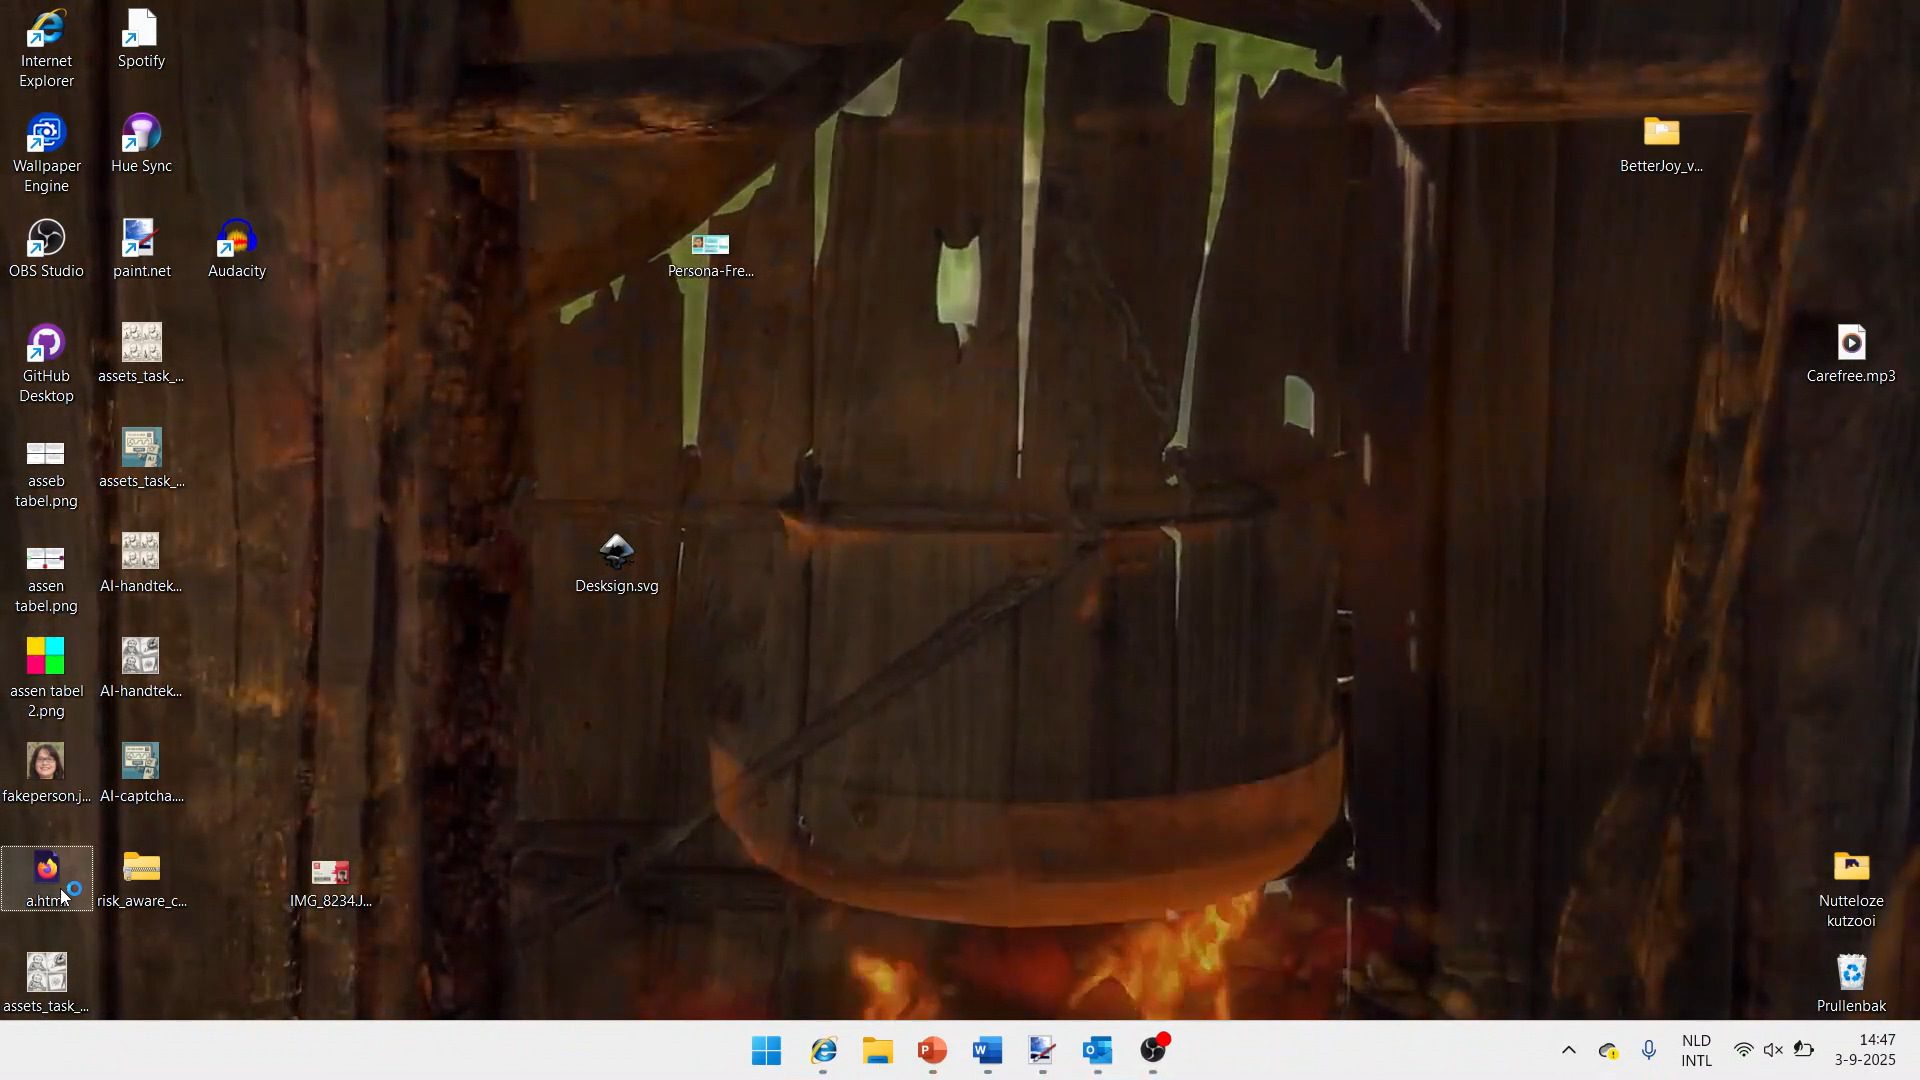 Internet
Explorer
Spotify
Wallpaper
Engine
Hue Sync
BetterJoy_v...
OBS Studio
paint.net
Audacity
Persona-Fre...
GitHub
Desktop
assets_task_...
Carefree.mp3
asseb
tabel.png
assets_task_...
assen
tabel.png
AI-handtek...
Desksign.svg
assen tabel
2.png
AI-handtek...
fakeperson.j...
AI-captcha....
a.html
risk_aware_c...
IMG_8234.J...
Nutteloze
kutzooi
assets_task_...
Prullenbak
NLD
INTL
14:47
3-9-2025